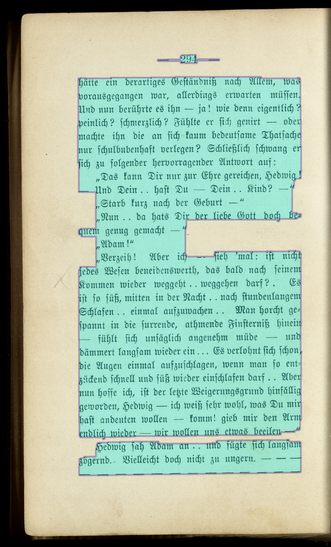 hätte ein derartiges Geständniß nach Allem, was
vorausgegangen war, allerdings erwarten müssen.
Und nun berührte es ihn — ja! wie denn eigentlich?
peinlich? schmerzlich? Fühlte er sich genirt — oder
machte ihn die an sich kaum bedeutsame Thatsache
nur schulbubenhaft verlegen? Schließlich schwang er
sich zu folgender hervorragender Antwort auf:
„Das kann Dir nur zur Ehre gereichen, Hedwig!
Und Dein . . hast Du — Dein . . Kind? —“
„Starb kurz nach der Geburt —“
„Nun . . da hats Dir der liebe Gott doch be-
quem genug gemacht —“
„Adam!“
„Verzeih! Aber ich sieh 'mal: ist nicht
jedes Wesen beneidenswerth, das bald nach seinem
Kommen wieder weggeht . . weggehen darf? . Es
ist so süß, mitten in der Nacht . . nach stundenlangem
Schlafen . . einmal aufzuwachen . . Man horcht ge-
spannt in die surrende, athmende Finsterniß hinein
— fühlt sich unsäglich angenehm müde — und
dämmert langsam wieder ein . . . Es verlohnt sich schon,
die Augen einmal aufzuschlagen, wenn man so ent-
zückend schnell und süß wieder einschlafen darf . . Aber
nun hoffe ich, ist der letzte Weigerungsgrund hinfällig
geworden, Hedwig — ich weiß sehr wohl, was Du mir
hast andeuten wollen — komm! gieb mir den Arm
endlich wieder — wir wollen uns etwas beeilen —“
Hedwig sah Adam an . . und fügte sich langsam
zögernd. Vielleicht doch nicht zu ungern. — — —